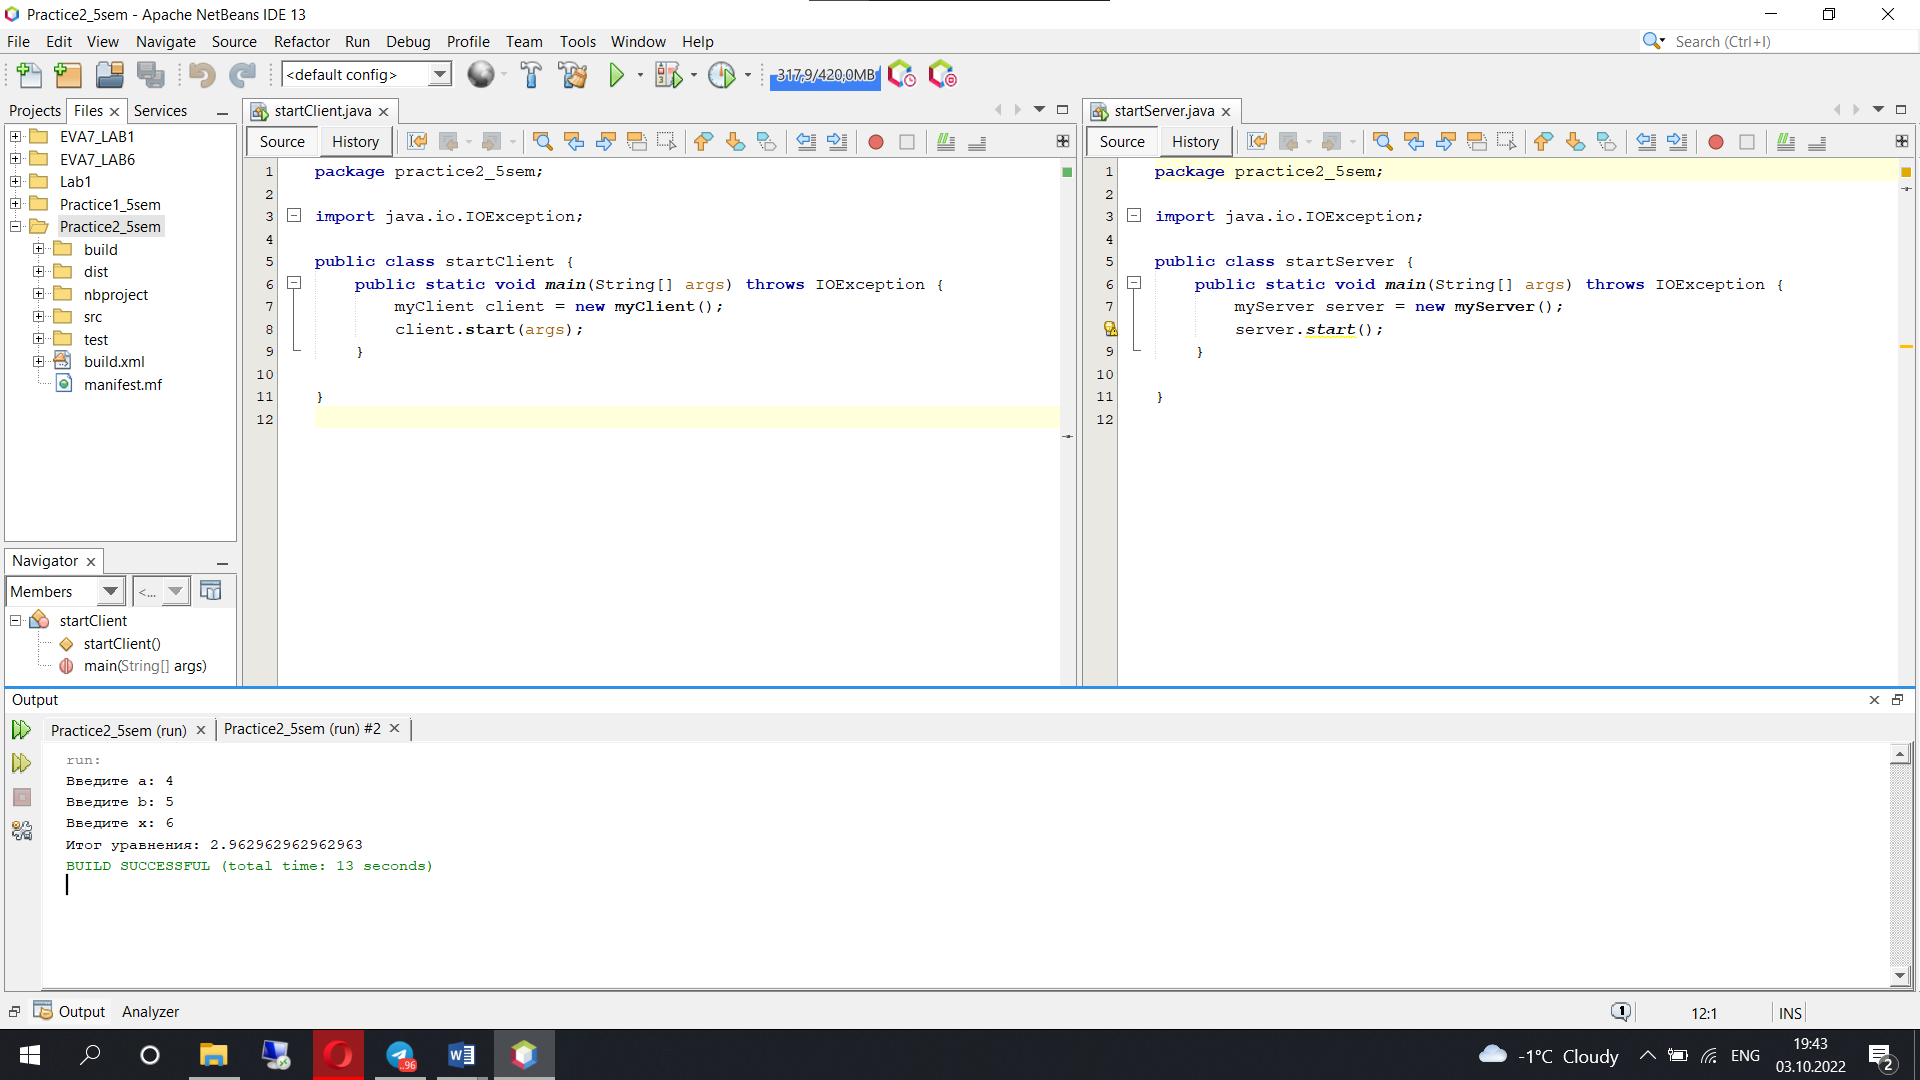 Practice2_5sem - Apache NetBeans IDE 13
File Edit View Navigate Source Refactor Run Debug Profile Team Tools Window Help
Search (Ctrl+I)
<default config>
317,9/420,0MB
Projects Files Services
EVA7_LAB1
EVA7_LAB6
Lab1
Practice1_5sem
Practice2_5sem
build
dist
nbproject
src
test
build.xml
manifest.mf
Navigator
Members <...
startClient
startClient()
main(String[] args)
startClient.java
Source History
1 package practice2_5sem;
2
3 import java.io.IOException;
4
5 public class startClient {
6 public static void main(String[] args) throws IOException {
7 myClient client = new myClient();
8 client.start(args);
9 }
10
11 }
12
startServer.java
Source History
1 package practice2_5sem;
2
3 import java.io.IOException;
4
5 public class startServer {
6 public static void main(String[] args) throws IOException {
7 myServer server = new myServer();
server.start();
9 }
10
11 }
12
Output
Practice2_5sem (run) Practice2_5sem (run) #2
run:
Введите a: 4
Введите b: 5
Введите x: 6
Итог уравнения: 2.962962962962963
BUILD SUCCESSFUL (total time: 13 seconds)
Output Analyzer
1 12:1 INS
..96
-1°C Cloudy ENG
19:43
03.10.2022
2